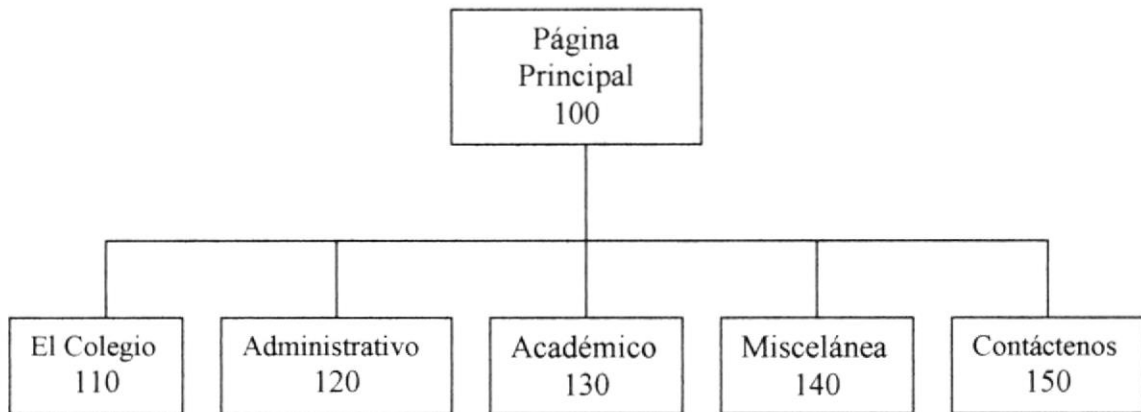 Página
Principal
100
El Colegio
110
Administrativo
120
Académico
130
Miscelánea
140
Contáctenos
150